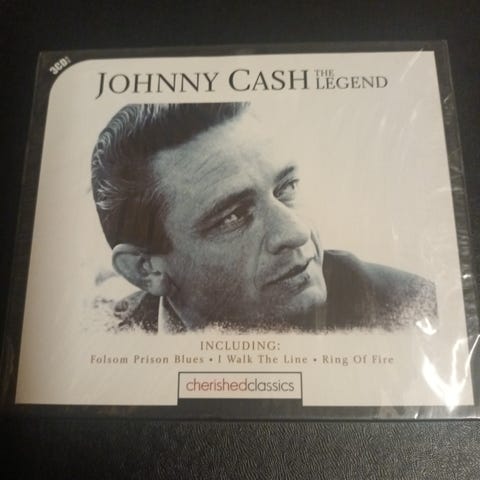 3CD
JOHNNY CASH THE LEGEND
INCLUDING:
Folsom Prison Blues • I Walk The Line • Ring Of Fire
cherishedclassics